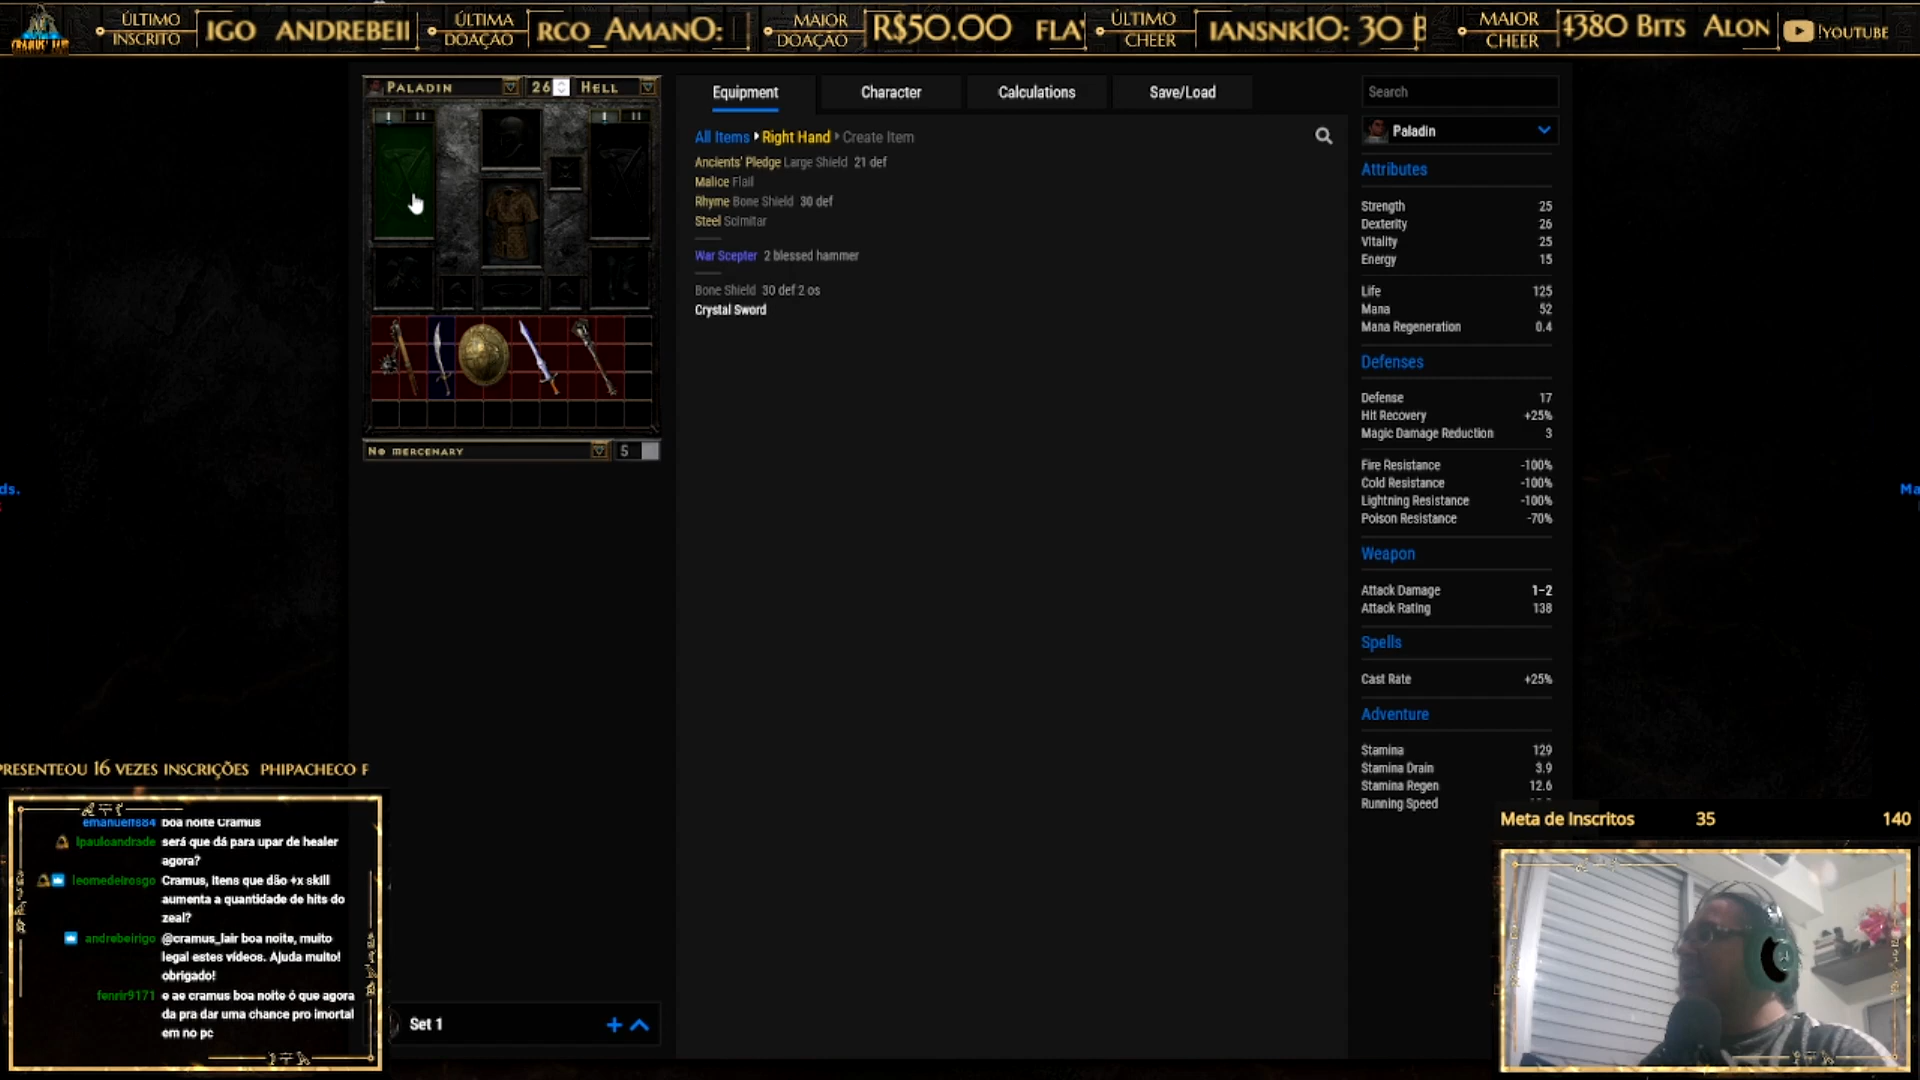 ÚLTIMO
INSCRITO
IGO ANDREBEII
ÚLTIMA
DOAÇÃO
RCO_AMANO:
MAIOR
DOAÇÃO
R$50.00 FLA
ÚLTIMO
CHEER
IANSNK10: 30 B
MAIOR
CHEER
4380 BITS ALON
!YOUTUBE
PALADIN
26
HELL
I
II
I
II
NO MERCENARY
5
Equipment
Character
Calculations
Save/Load
All Items
Right Hand
Create Item
Ancients' Pledge Large Shield 21 def
Malice Flail
Rhyme Bone Shield 30 def
Steel Scimitar
War Scepter 2 blessed hammer
Bone Shield 30 def 2 os
Crystal Sword
Search
Paladin
Attributes
Strength 25
Dexterity 26
Vitality 25
Energy 15
Life 125
Mana 52
Mana Regeneration 0.4
Defenses
Defense 17
Hit Recovery +25%
Magic Damage Reduction 3
Fire Resistance -100%
Cold Resistance -100%
Lightning Resistance -100%
Poison Resistance -70%
Weapon
Attack Damage 1-2
Attack Rating 138
Spells
Cast Rate +25%
Adventure
Stamina 129
Stamina Drain 3.9
Stamina Regen 12.6
Running Speed
ds.
Ma
PRESENTEOU 16 VEZES INSCRIÇÕES PHIPACHECO F
emanuelfs84 boa noite Cramus
lpauloandrade será que dá para upar de healer
agora?
leomedeirosgo Cramus, itens que dão +x skill
aumenta a quantidade de hits do
zeal?
andrebeirigo @cramus_lair boa noite, muito
legal estes vídeos. Ajuda muito!
obrigado!
fenrir9171 e ae cramus boa noite ó que agora
da pra dar uma chance pro imortal
em no pc
Set 1
Meta de Inscritos 35 140